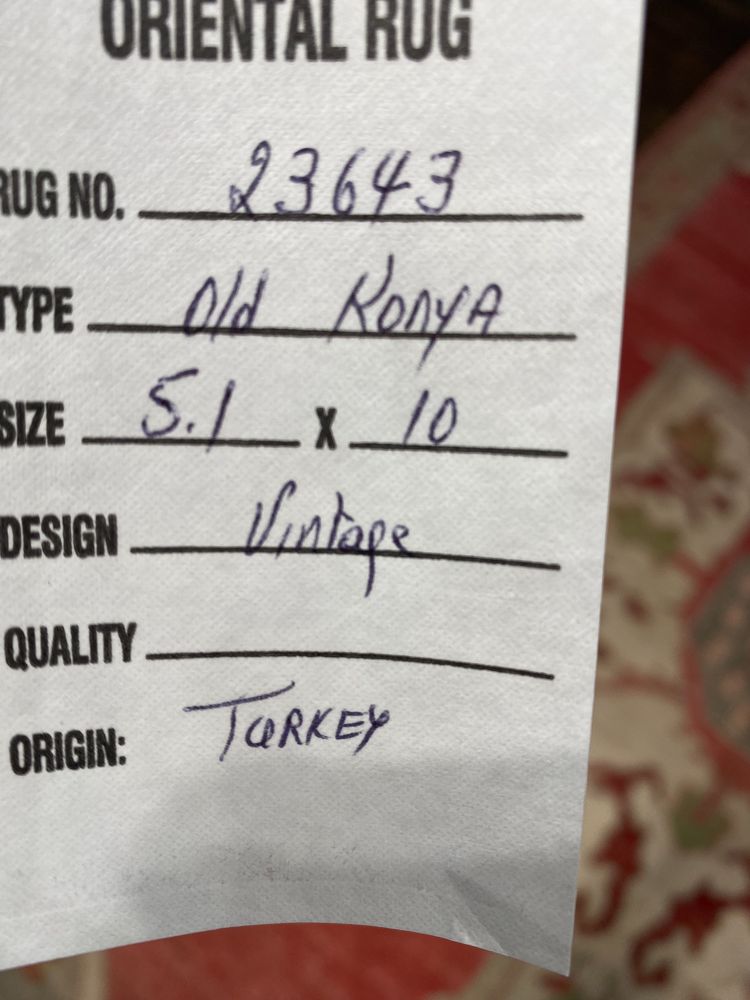 ORIENTAL RUG
RUG NO. 23643
TYPE Old Konya
SIZE 5.1 X 10
DESIGN Vintage
QUALITY
ORIGIN: TURKEY